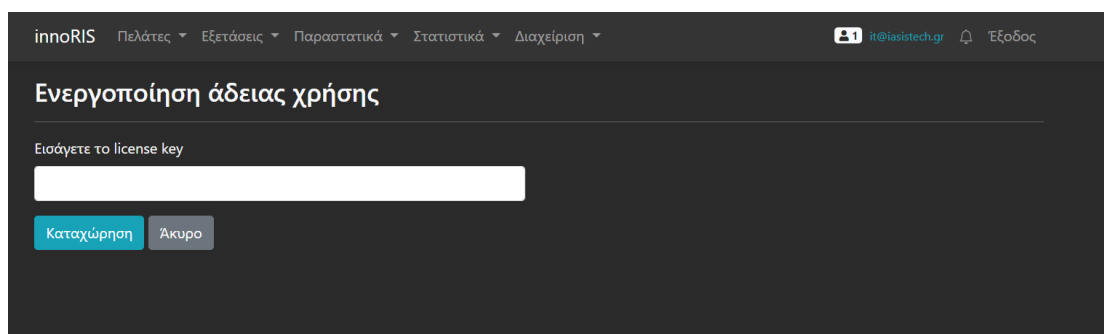 innoRIS Πελάτες Εξετάσεις Παραστατικά Στατιστικά Διαχείριση 1 it@iasistech.gr Έξοδος
Ενεργοποίηση άδειας χρήσης
Εισάγετε το license key
Καταχώρηση Άκυρο